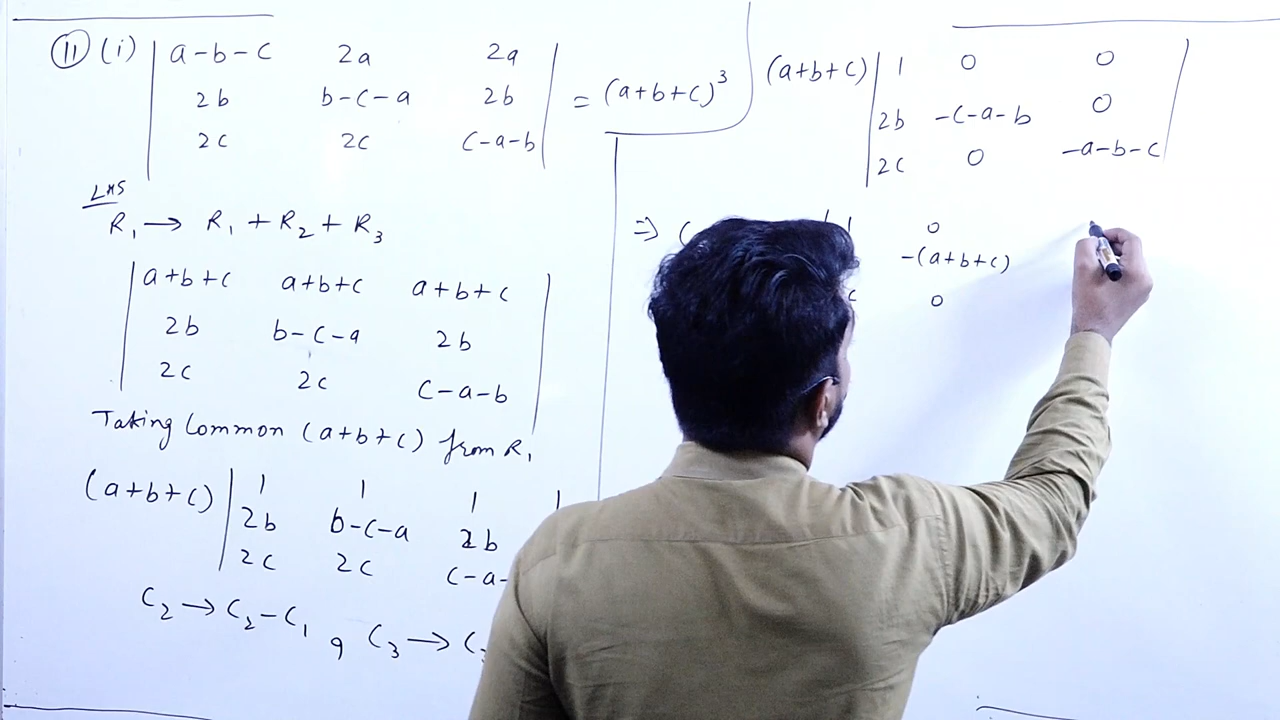 11 (i) | a-b-c 2a 2a |
2b b-c-a 2b = (a+b+c)³
2c 2c c-a-b
LHS
R₁ → R₁ + R₂ + R₃
a+b+c a+b+c a+b+c
2b b-c-a 2b
2c 2c c-a-b
Taking Common (a+b+c) from R₁
(a+b+c) | 1 1 1 |
2b b-c-a 2b
2c 2c c-a-
C₂ → C₂ - C₁ , C₃ →
(a+b+c) | 1 0 0 |
2b -c-a-b 0
2c 0 -a-b-c
⇒ ( | 1 0
-(a+b+c)
c 0